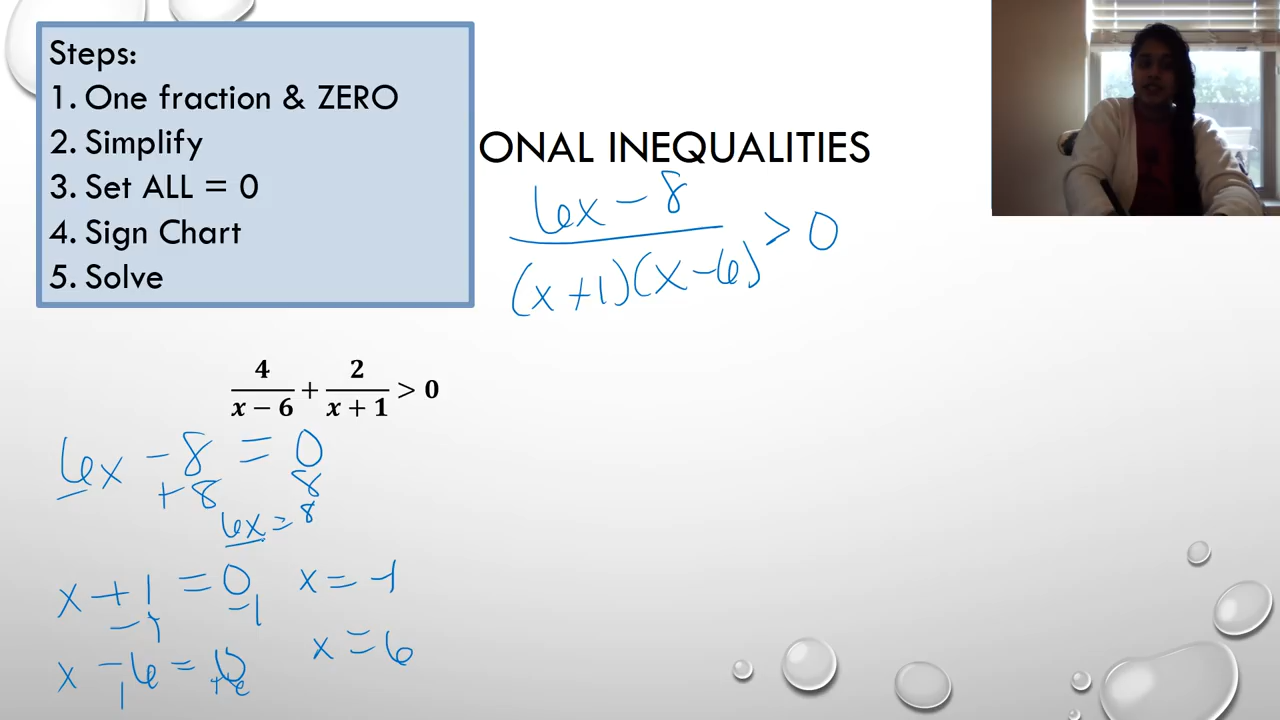 Steps:
1. One fraction & ZERO
2. Simplify
3. Set ALL = 0
4. Sign Chart
5. Solve
ONAL INEQUALITIES
6x - 8
(x+1)(x-6) > 0
4/(x − 6) + 2/(x + 1) > 0
6x - 8 = 0
+8 8
6x = 8
x + 1 = 0 x = -1
-1 -1
x - 6 = 0 x = 6